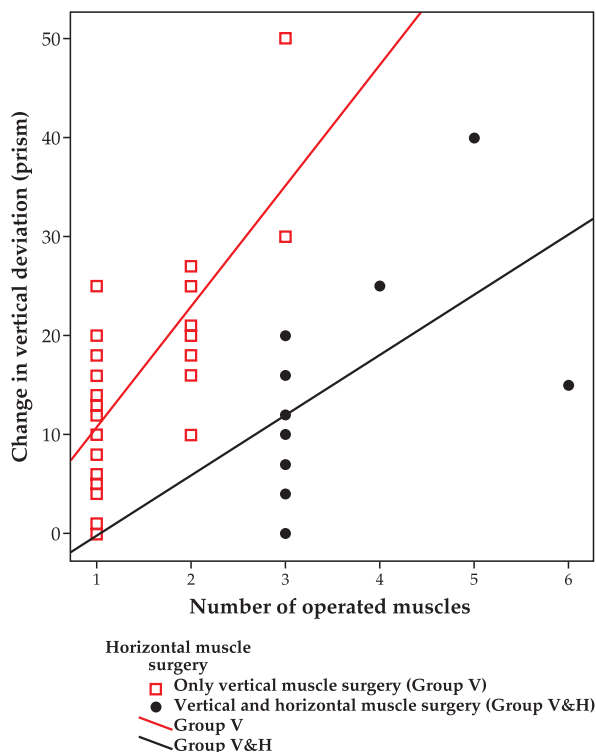 50
40
30
20
10
0
Change in vertical deviation (prism)
1 2 3 4 5 6
Number of operated muscles
Horizontal muscle
surgery
Only vertical muscle surgery (Group V)
Vertical and horizontal muscle surgery (Group V&H)
Group V
Group V&H